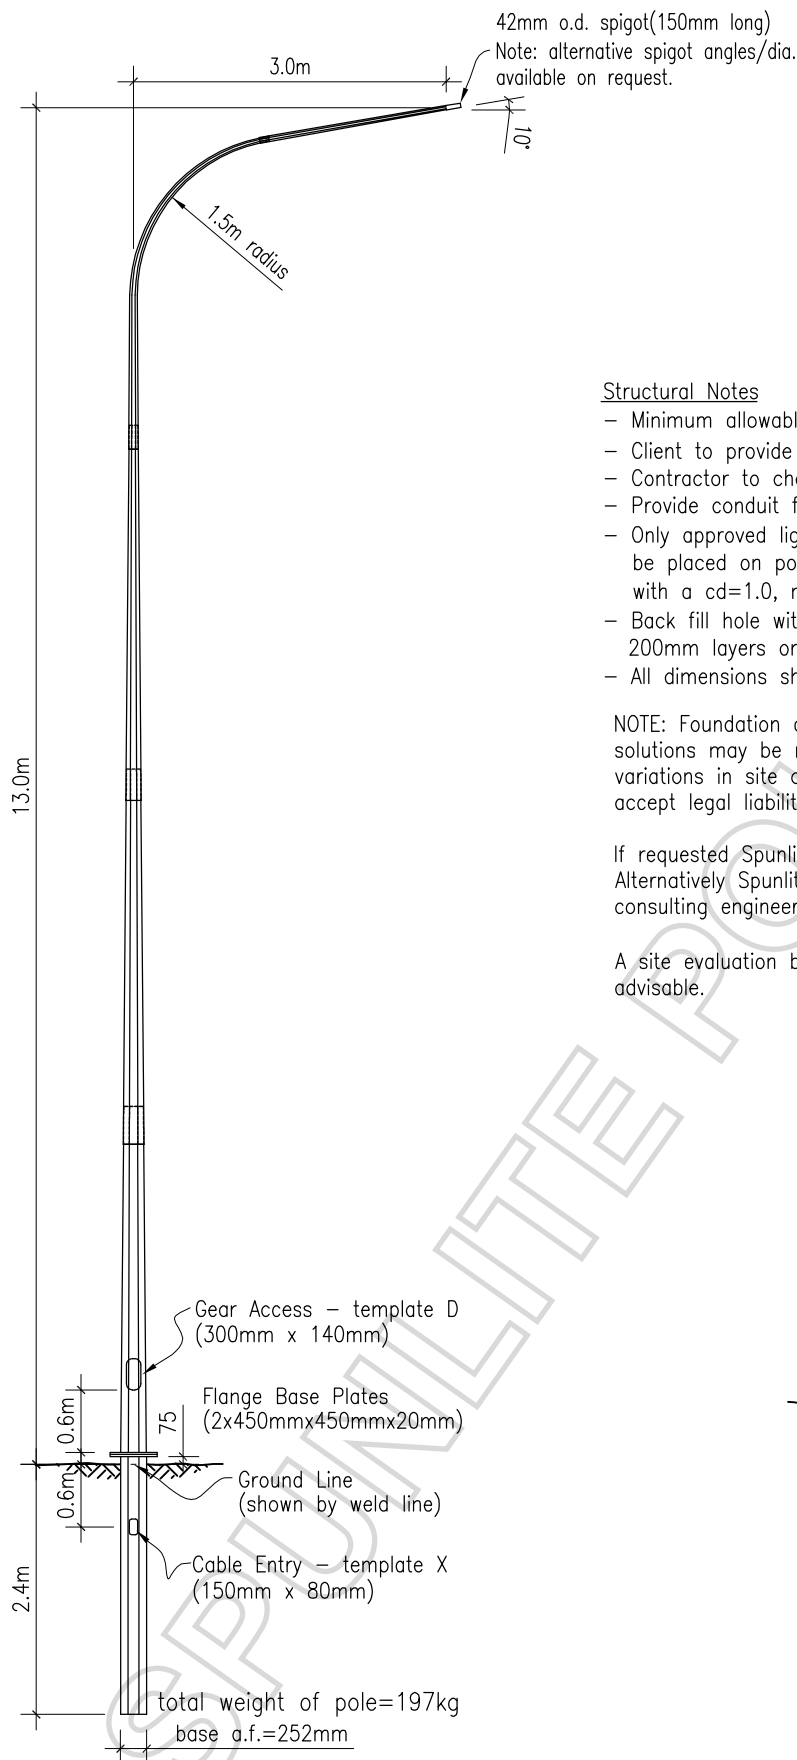 42mm o.d. spigot(150mm long)
Note: alternative spigot angles/dia.
available on request.
3.0m
10°
1.5m radius
Structural Notes
– Minimum allowabl
– Client to provide
– Contractor to che
– Provide conduit f
– Only approved lig
be placed on po
with a cd=1.0, r
– Back fill hole wit
200mm layers or
– All dimensions sh
NOTE: Foundation c
solutions may be r
variations in site c
accept legal liabilit
If requested Spunli
Alternatively Spunlit
consulting engineer
A site evaluation b
advisable.
13.0m
Gear Access – template D
(300mm x 140mm)
Flange Base Plates
(2x450mmx450mmx20mm)
0.6m
75
Ground Line
(shown by weld line)
0.6m
Cable Entry – template X
(150mm x 80mm)
2.4m
total weight of pole=197kg
base a.f.=252mm
SPUNLITE PO